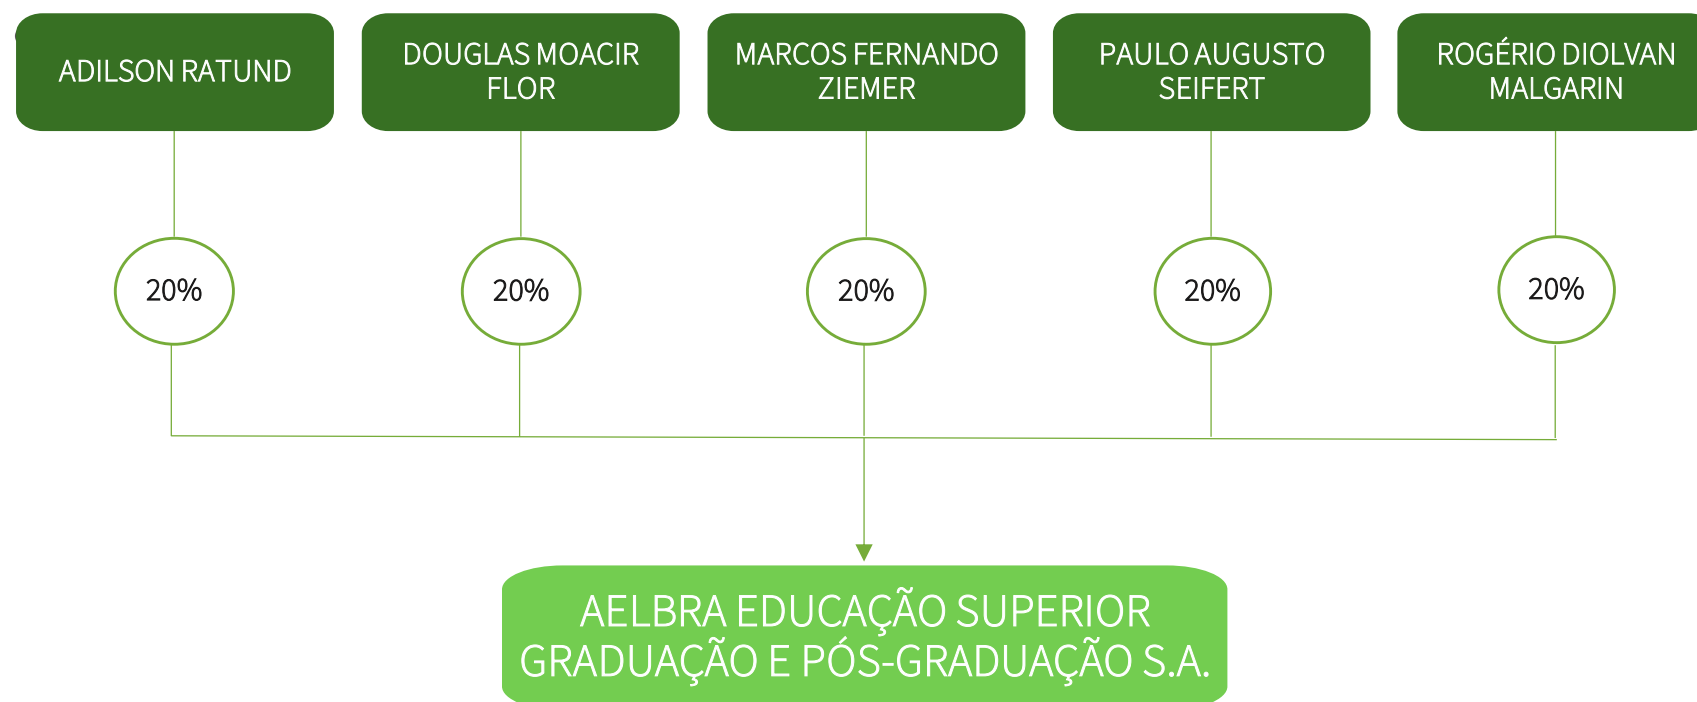 ADILSON RATUND
DOUGLAS MOACIR
FLOR
MARCOS FERNANDO
ZIEMER
PAULO AUGUSTO
SEIFERT
ROGÉRIO DIOLVAN
MALGARIN
20%
20%
20%
20%
20%
AELBRA EDUCAÇÃO SUPERIOR
GRADUAÇÃO E PÓS-GRADUAÇÃO S.A.